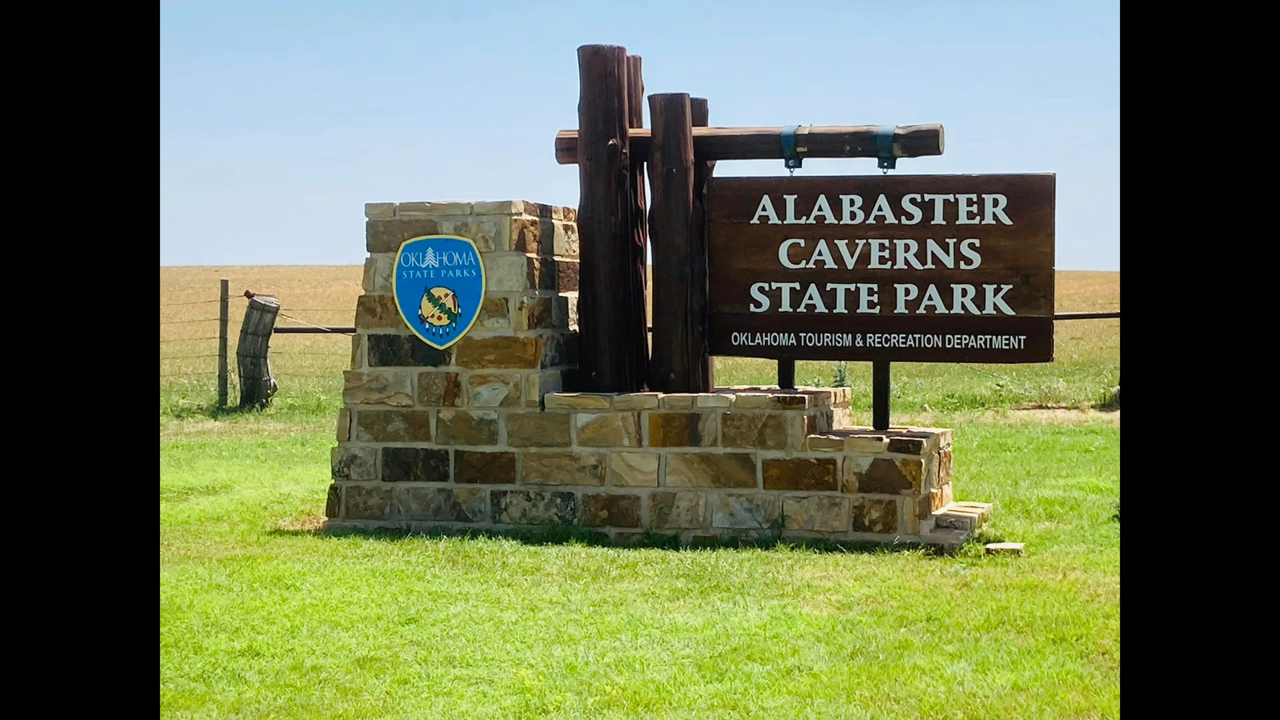 OKLAHOMA
STATE PARKS
ALABASTER
CAVERNS
STATE PARK
OKLAHOMA TOURISM & RECREATION DEPARTMENT